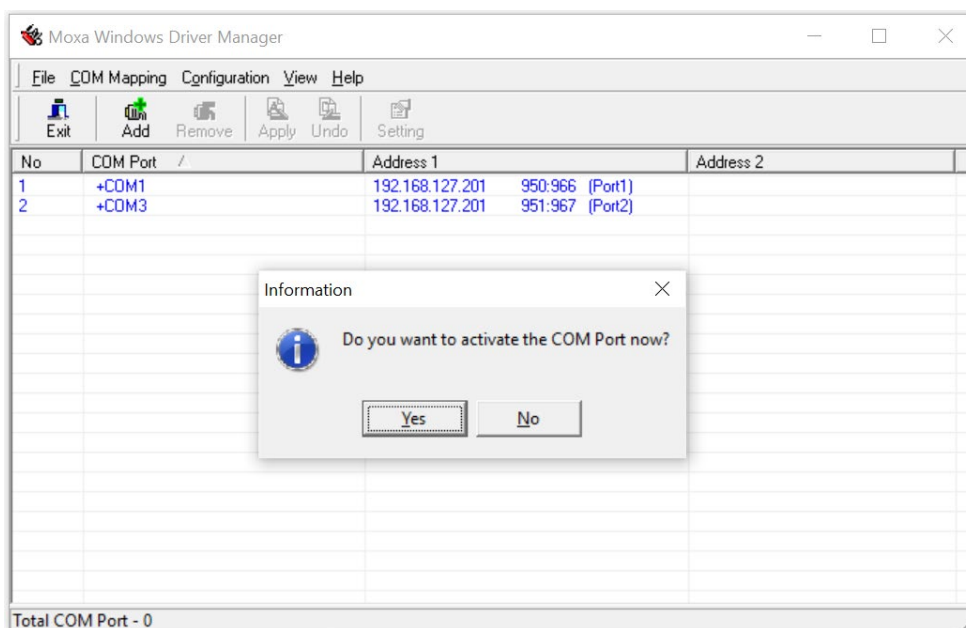 Moxa Windows Driver Manager
File COM Mapping Configuration View Help
Exit Add Remove Apply Undo Setting
No COM Port Address 1 Address 2
1 +COM1 192.168.127.201 950:966 (Port1)
2 +COM3 192.168.127.201 951:967 (Port2)
Information
Do you want to activate the COM Port now?
Yes No
Total COM Port - 0